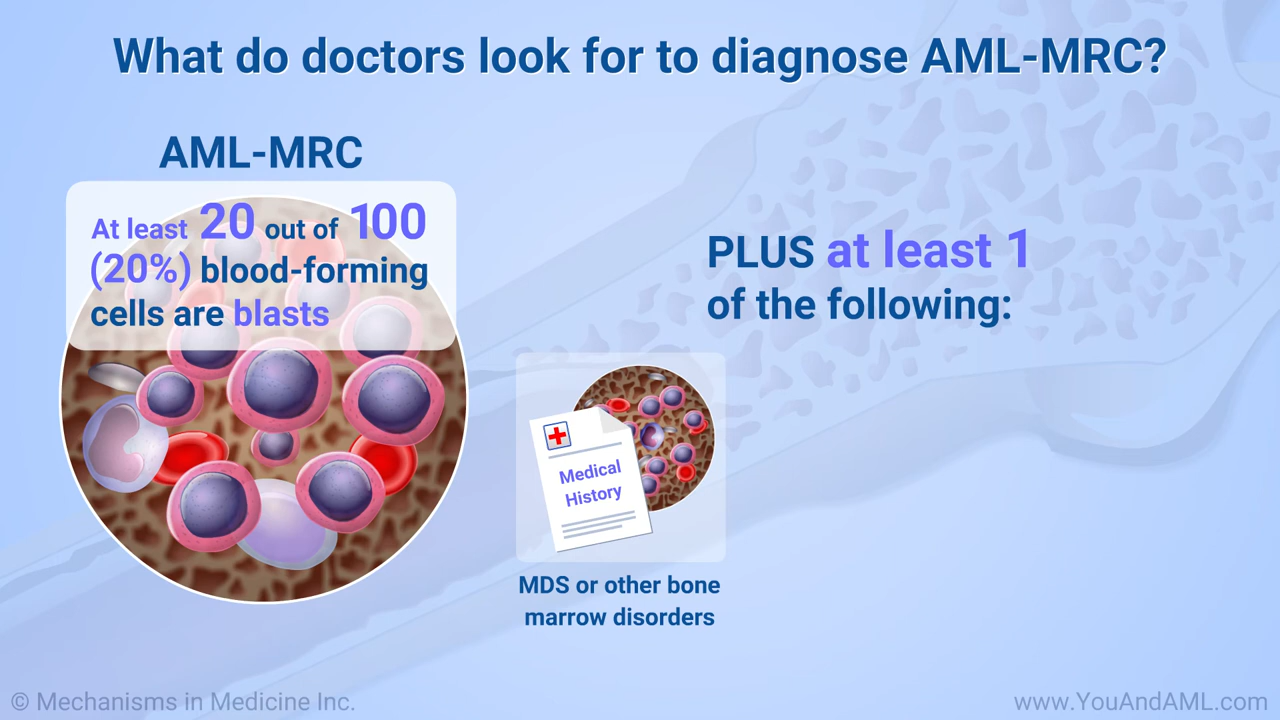 What do doctors look for to diagnose AML-MRC?
AML-MRC
At least 20 out of 100
(20%) blood-forming
cells are blasts
PLUS at least 1
of the following:
Medical
History
MDS or other bone
marrow disorders
© Mechanisms in Medicine Inc.
www.YouAndAML.com